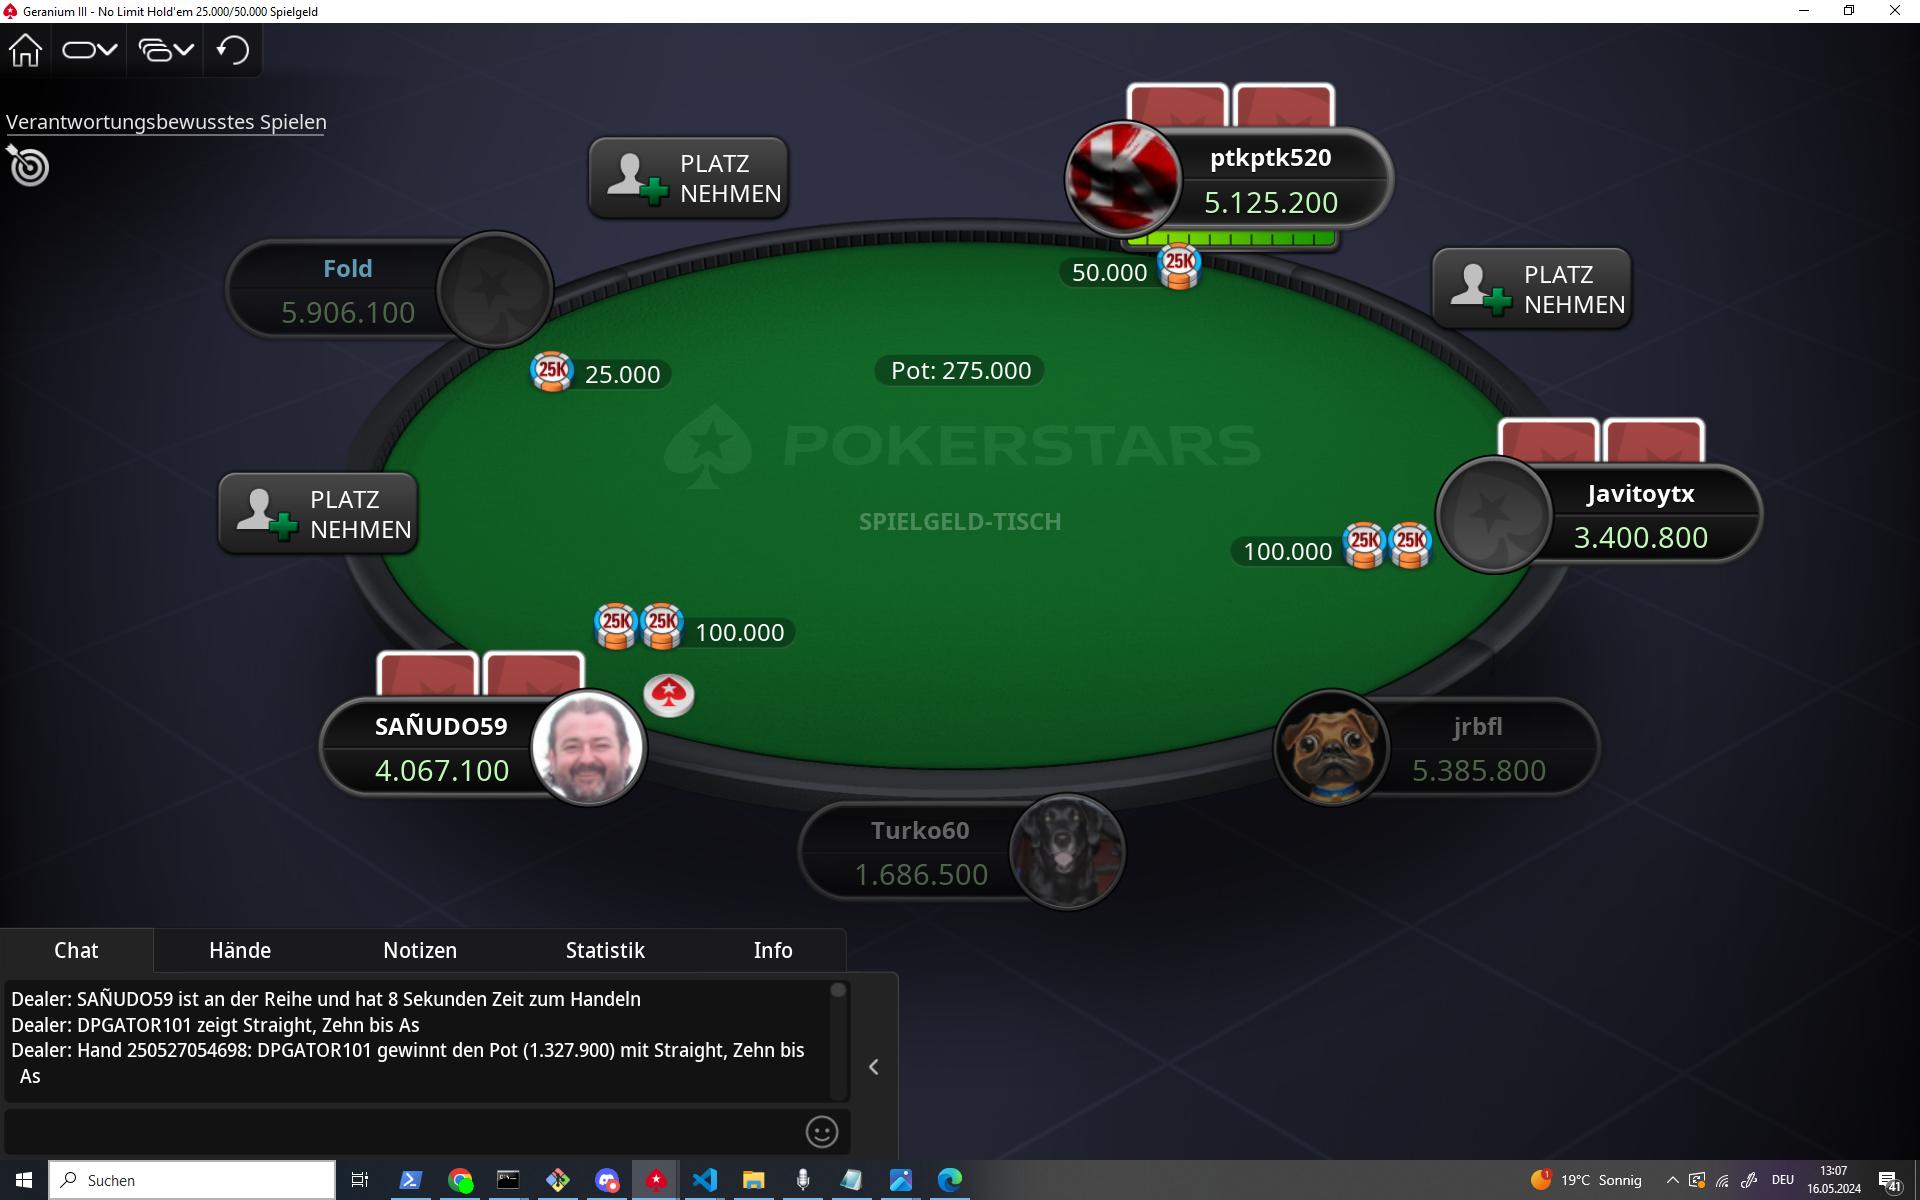 Geranium III - No Limit Hold'em 25.000/50.000 Spielgeld
Verantwortungsbewusstes Spielen
PLATZ
NEHMEN
ptkptk520
5.125.200
Fold
5.906.100
50.000
25K
PLATZ
NEHMEN
25K
25.000
Pot: 275.000
POKERSTARS
SPIELGELD-TISCH
PLATZ
NEHMEN
Javitoytx
3.400.800
100.000
25K 25K
25K 25K
100.000
SAÑUDO59
4.067.100
jrbfl
5.385.800
Turko60
1.686.500
Chat Hände Notizen Statistik Info
Dealer: SAÑUDO59 ist an der Reihe und hat 8 Sekunden Zeit zum Handeln
Dealer: DPGATOR101 zeigt Straight, Zehn bis As
Dealer: Hand 250527054698: DPGATOR101 gewinnt den Pot (1.327.900) mit Straight, Zehn bis
As
Suchen
1
19°C Sonnig
DEU
13:07
16.05.2024
41